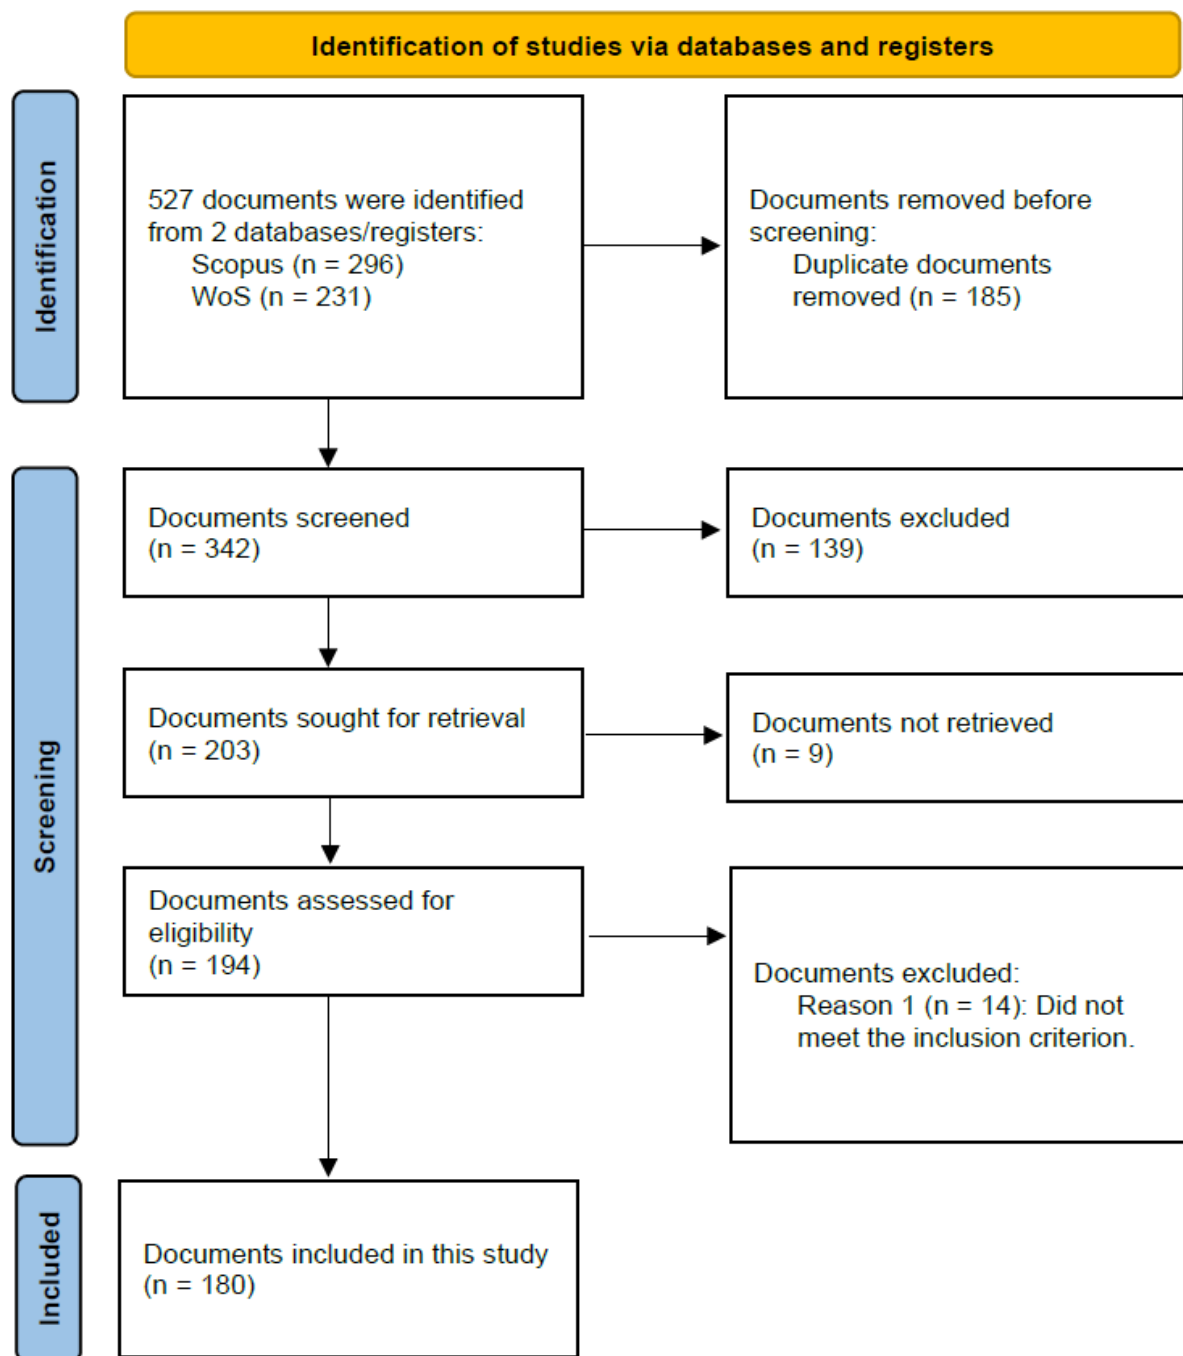 Identification of studies via databases and registers
Identification
527 documents were identified
from 2 databases/registers:
Scopus (n = 296)
WoS (n = 231)
Documents removed before
screening:
Duplicate documents
removed (n = 185)
Screening
Documents screened
(n = 342)
Documents excluded
(n = 139)
Documents sought for retrieval
(n = 203)
Documents not retrieved
(n = 9)
Documents assessed for
eligibility
(n = 194)
Documents excluded:
Reason 1 (n = 14): Did not
meet the inclusion criterion.
Included
Documents included in this study
(n = 180)